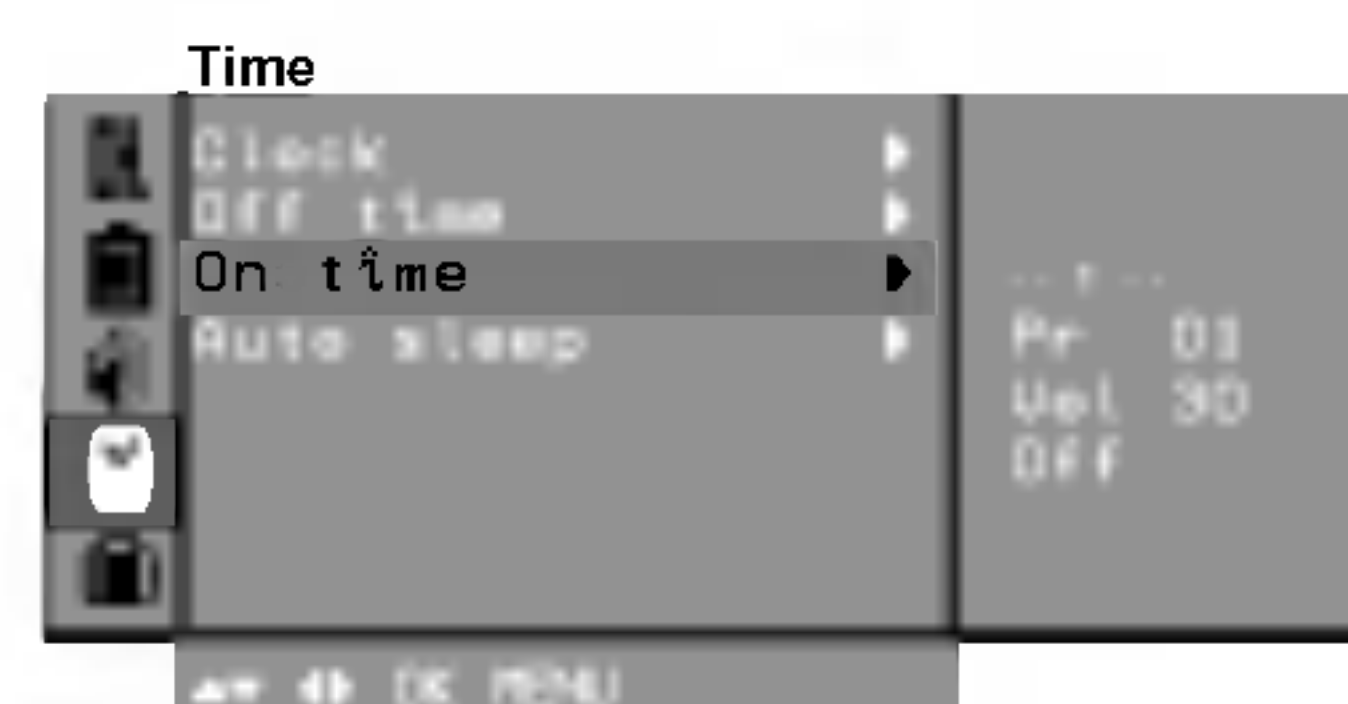 Time
Clock
Off time
On time
Auto sleep
-- : --
Pr 01
Vol 30
Off
OK MENU